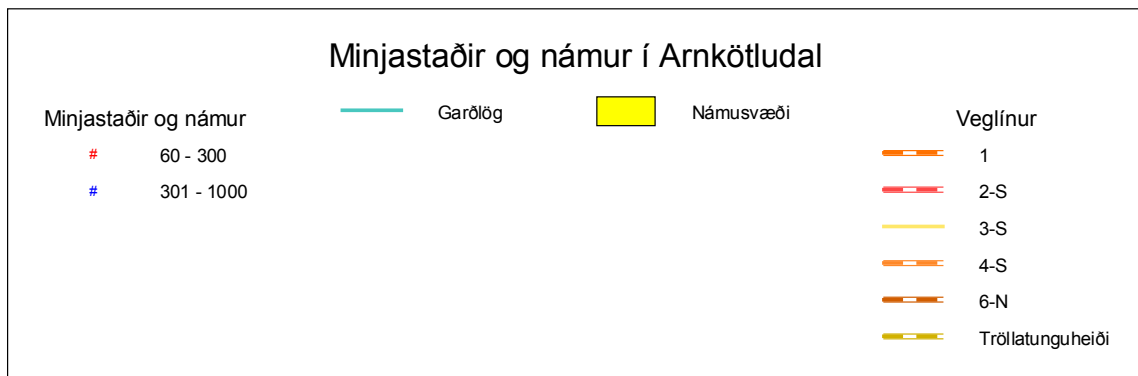 Minjastaðir og námur í Arnkötludal
Minjastaðir og námur
# 60 - 300
# 301 - 1000
Garðlög
Námusvæði
Veglínur
1
2-S
3-S
4-S
6-N
Tröllatunguheiði